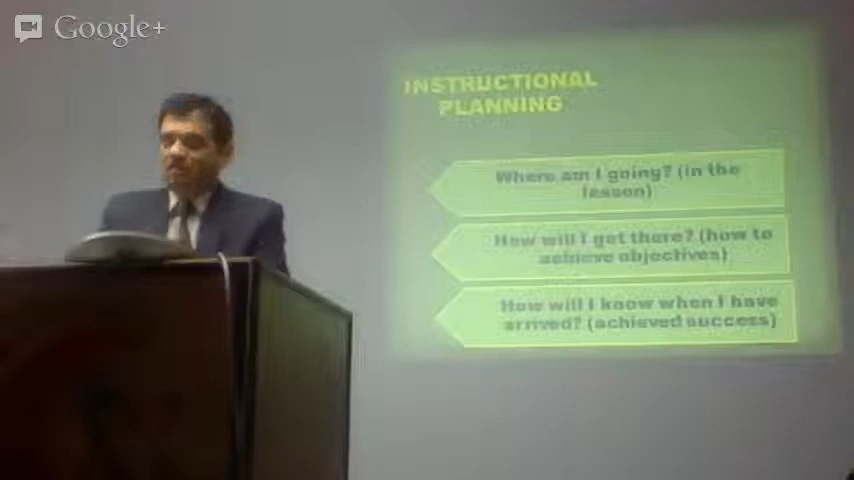 Google+
INSTRUCTIONAL
PLANNING
Where am I going? (in the
lesson)
How will I get there? (how to
achieve objectives)
How will I know when I have
arrived? (achieved success)